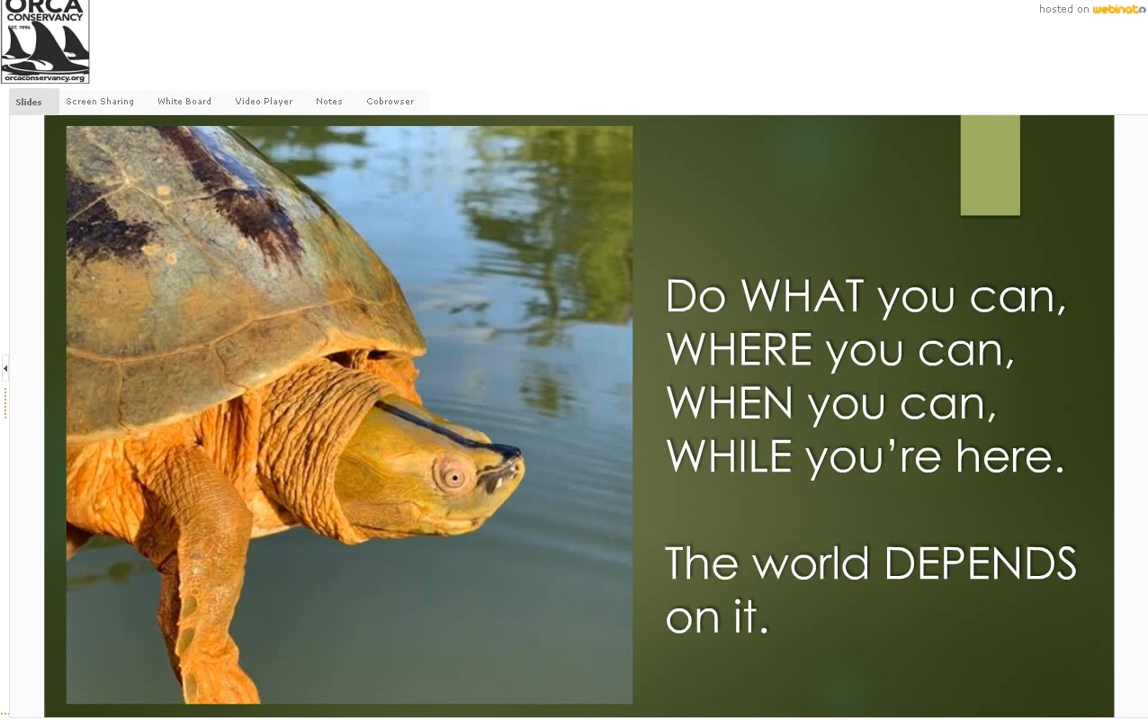 ORCA
CONSERVANCY
EST. 1996
orcaconservancy.org
hosted on webinato
Slides
Screen Sharing
White Board
Video Player
Notes
Cobrowser
Do WHAT you can,
WHERE you can,
WHEN you can,
WHILE you're here.
The world DEPENDS
on it.